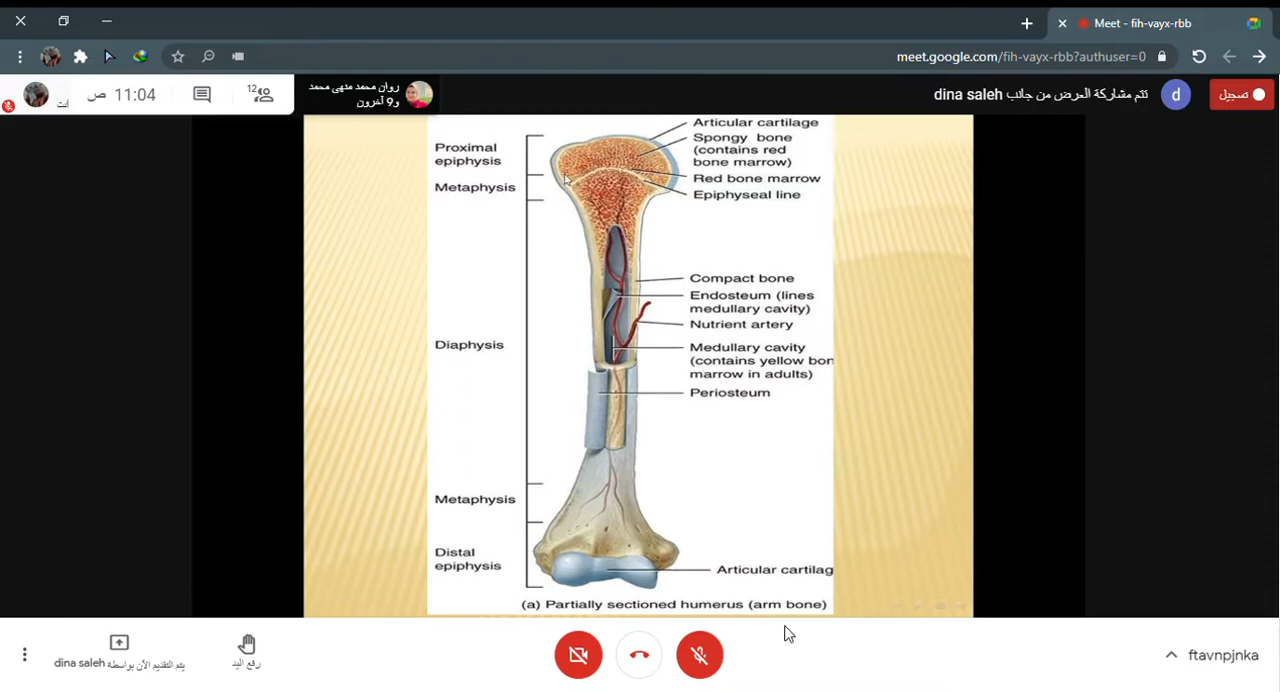 Meet - fih-vayx-rbb
meet.google.com/fih-vayx-rbb?authuser=0
تسجيل
d
تتم مشاركة العرض من جانب dina saleh
روان محمد مدهى محمد
و9 آخرون
12
11:04 ص
أنت
Articular cartilage
Spongy bone
(contains red
bone marrow)
Red bone marrow
Epiphyseal line
Proximal
epiphysis
Metaphysis
Compact bone
Endosteum (lines
medullary cavity)
Nutrient artery
Diaphysis
Medullary cavity
(contains yellow bon
marrow in adults)
Periosteum
Metaphysis
Distal
epiphysis
Articular cartilag
(a) Partially sectioned humerus (arm bone)
يتم التقديم الآن بواسطة dina saleh
رفع اليد
ftavnpjnka